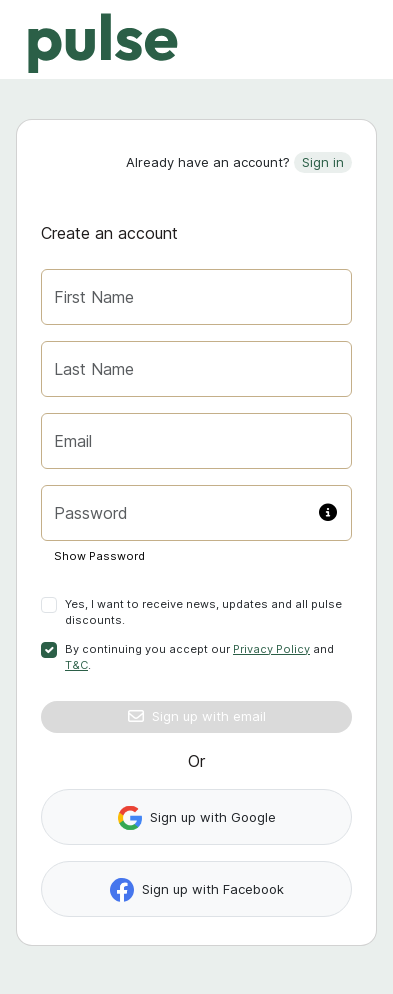 pulse
Already have an account? Sign in
Create an account
First Name
Last Name
Email
Password
Show Password
Yes, I want to receive news, updates and all pulse
discounts.
By continuing you accept our Privacy Policy and
T&C.
Sign up with email
Or
Sign up with Google
Sign up with Facebook